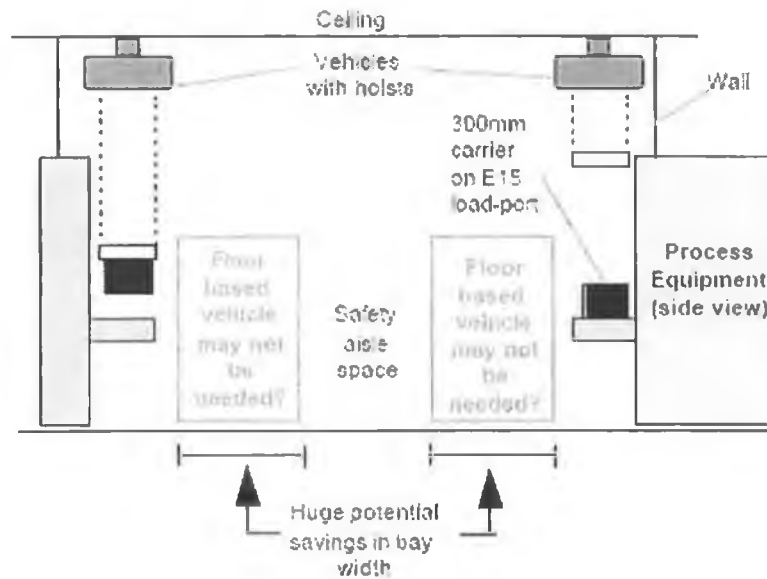 Ceiling
Vehicles
with hoists
Wall
300mm
carrier
on E15
load-port
Process
Equipment
(side view)
Floor
based
vehicle
may not
be
needed?
Safety
aisle
space
Floor
based
vehicle
may not
be
needed?
Huge potential
savings in bay
width